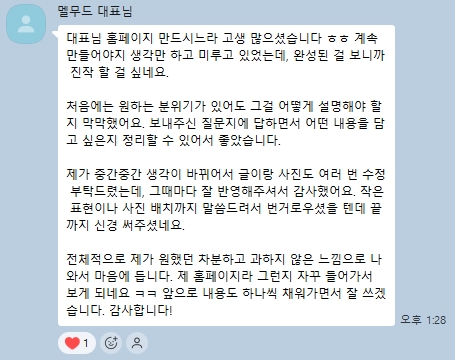 멜무드 대표님
대표님 홈페이지 만드시느라 고생 많으셨습니다 ㅎㅎ 계속
만들어야지 생각만 하고 미루고 있었는데, 완성된 걸 보니까
진작 할 걸 싶네요.
처음에는 원하는 분위기가 있어도 그걸 어떻게 설명해야 할
지 막막했어요. 보내주신 질문지에 답하면서 어떤 내용을 담
고 싶은지 정리할 수 있어서 좋았습니다.
제가 중간중간 생각이 바뀌어서 글이랑 사진도 여러 번 수정
부탁드렸는데, 그때마다 잘 반영해주셔서 감사했어요. 작은
표현이나 사진 배치까지 말씀드려서 번거로우셨을 텐데 끝
까지 신경 써주셨네요.
전체적으로 제가 원했던 차분하고 과하지 않은 느낌으로 나
와서 마음에 듭니다. 제 홈페이지라 그런지 자꾸 들어가서
보게 되네요 ㅋㅋ 앞으로 내용도 하나씩 채워가면서 잘 쓰겠
습니다. 감사합니다!
오후 1:28
1